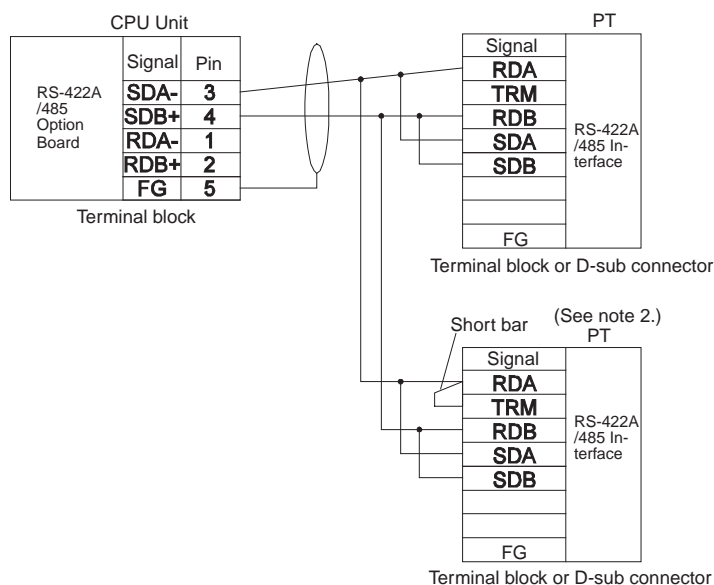 CPU Unit
Signal Pin
RS-422A
/485
Option
Board
SDA- 3
SDB+ 4
RDA- 1
RDB+ 2
FG 5
Terminal block
PT
Signal
RDA
TRM
RDB
SDA
SDB
FG
RS-422A
/485 In-
terface
Terminal block or D-sub connector
Short bar
(See note 2.)
PT
Signal
RDA
TRM
RDB
SDA
SDB
FG
RS-422A
/485 In-
terface
Terminal block or D-sub connector